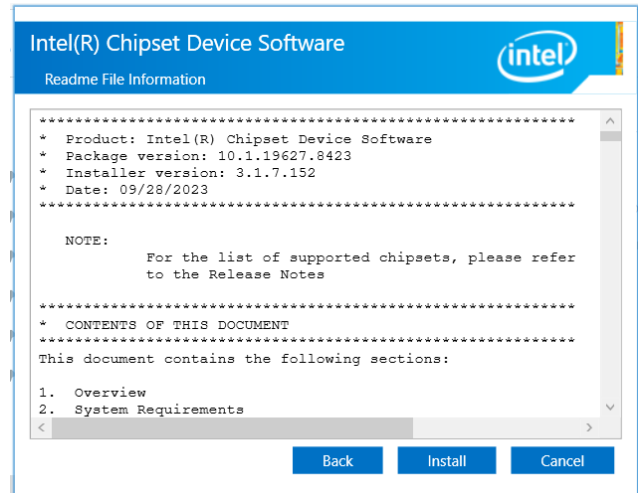 Intel(R) Chipset Device Software
intel
Readme File Information
*************************************************************
*  Product: Intel(R) Chipset Device Software
*  Package version: 10.1.19627.8423
*  Installer version: 3.1.7.152
*  Date: 09/28/2023
*************************************************************
NOTE:
For the list of supported chipsets, please refer
to the Release Notes
*************************************************************
*  CONTENTS OF THIS DOCUMENT
*************************************************************
This document contains the following sections:
1.  Overview
2.  System Requirements
Back Install Cancel